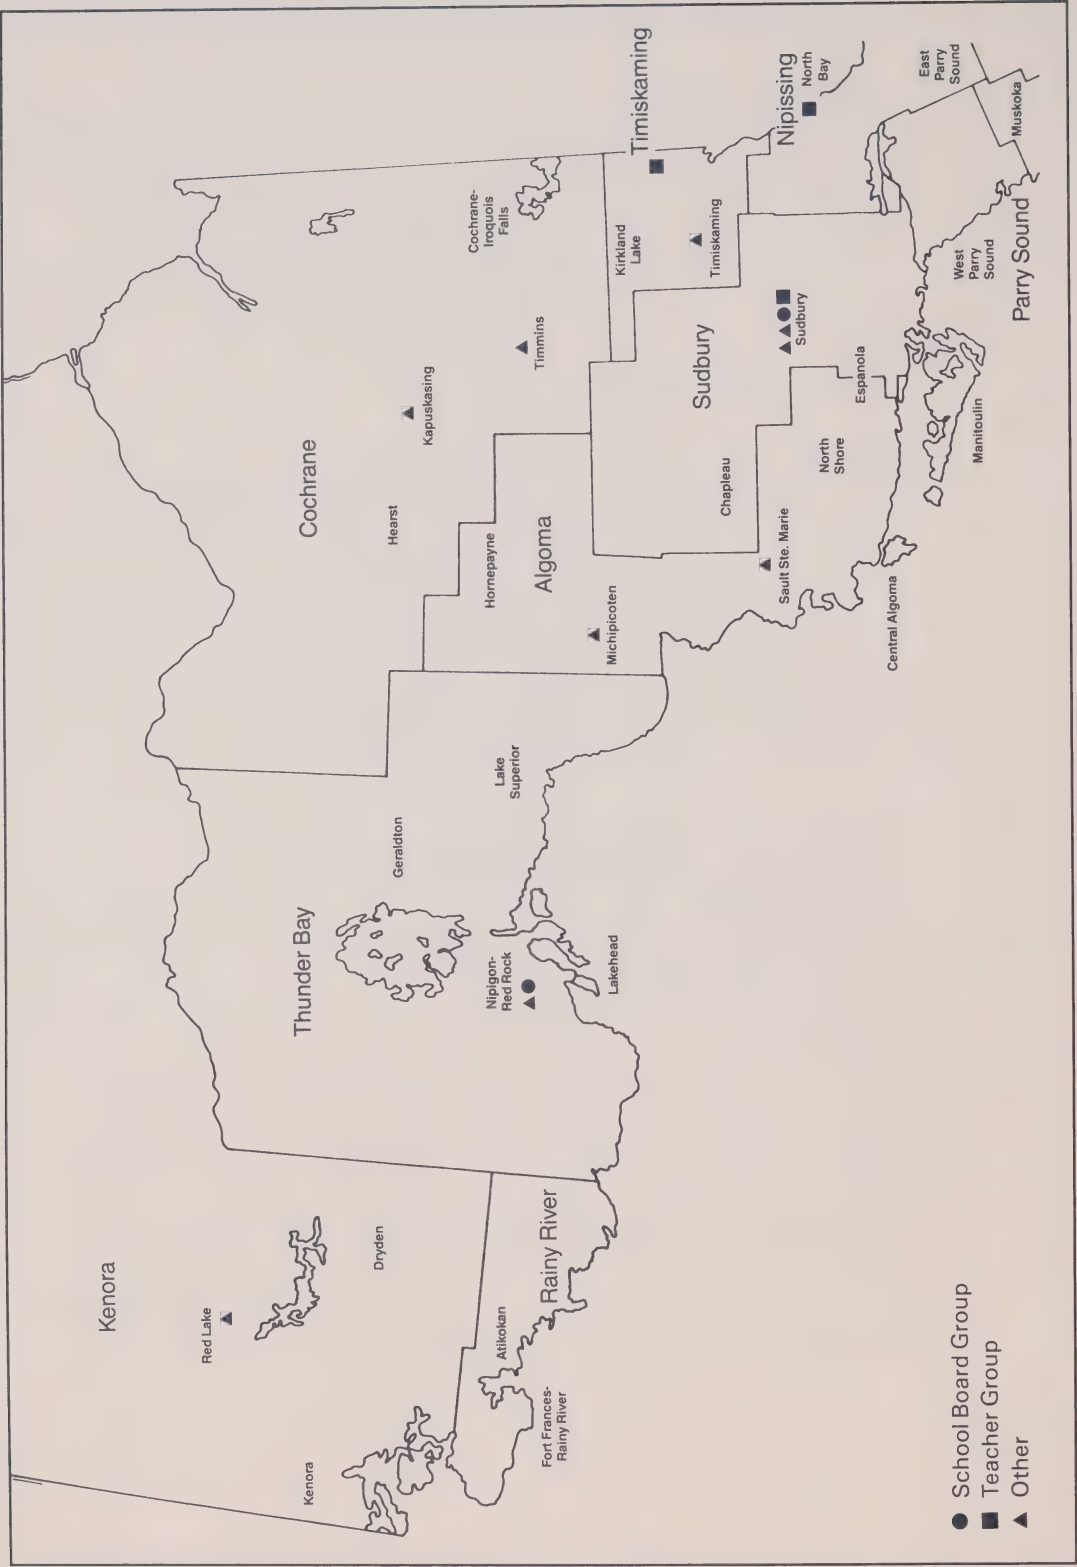 Kenora
Red Lake
Dryden
Kenora
Atikokan
Rainy River
Fort Frances-
Rainy River
Thunder Bay
Geraldton
Nipigon-
Red Rock
Lakehead
Lake
Superior
Cochrane
Hearst
Kapuskasing
Timmins
Cochrane-
Iroquois
Falls
Hornepayne
Algoma
Michipicoten
Sault Ste. Marie
Central Algoma
North
Shore
Chapleau
Sudbury
Sudbury
Espanola
Manitoulin
Kirkland
Lake
Timiskaming
Timiskaming
Nipissing
North
Bay
East
Parry
Sound
Muskoka
West
Parry
Sound
Parry Sound
School Board Group
Teacher Group
Other